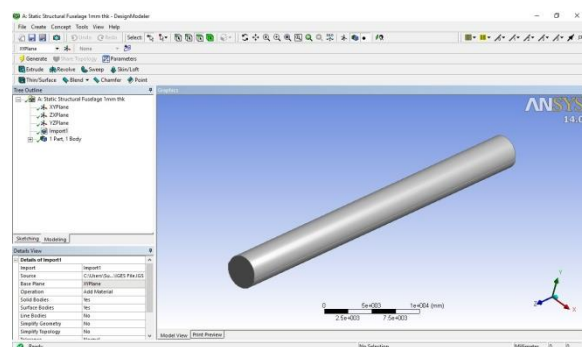 A: Static Structural Fuselage 1mm thk - DesignModeler
File Create Concept Tools View Help
Undo Redo Select:
XYPlane None
Generate Share Topology Parameters
Extrude Revolve Sweep Skin/Loft
Thin/Surface Blend Chamfer Point
Tree Outline
Graphics
A: Static Structural Fuselage 1mm thk
XYPlane
ZXPlane
YZPlane
Import1
1 Part, 1 Body
ANSYS
14.0
Sketching Modeling
Details View
Details of Import1
Import Import1
Source
Base Plane XYPlane
Operation Add Material
Solid Bodies Yes
Surface Bodies Yes
Line Bodies No
Simplify Geometry No
Simplify Topology No
0 5e+003 1e+004 (mm)
2.5e+003 7.5e+003
Y
Z
X
Model View Print Preview
Ready No Selection Millimeter 0 0